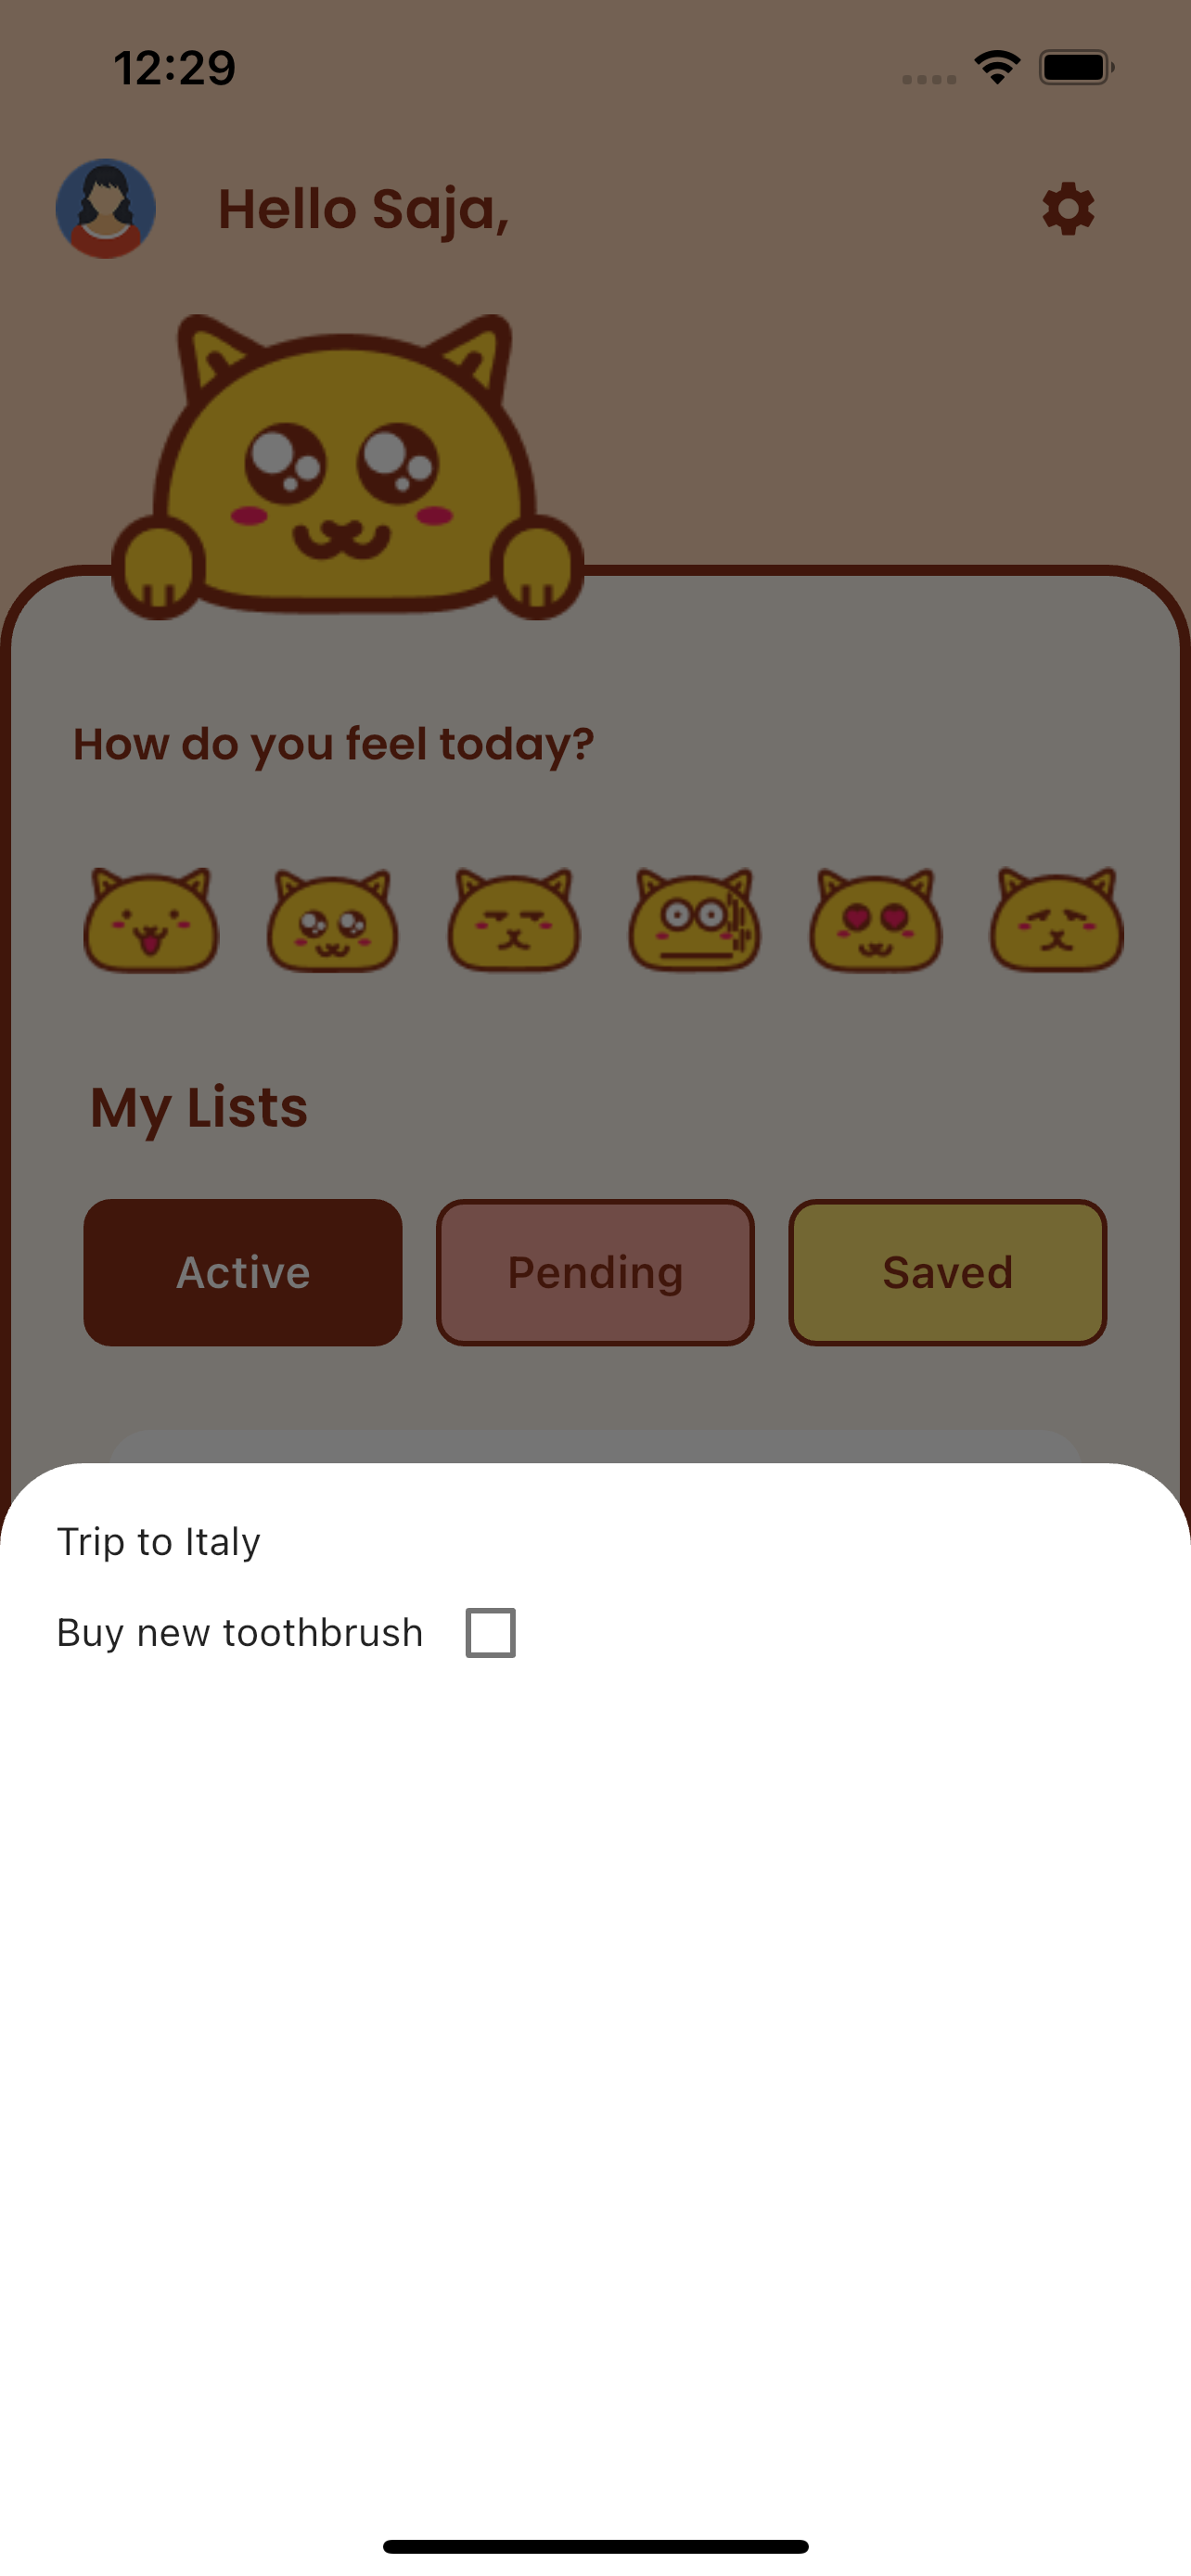 12:29
Hello Saja,
How do you feel today?
My Lists
Active Pending Saved
Trip to Italy
Buy new toothbrush